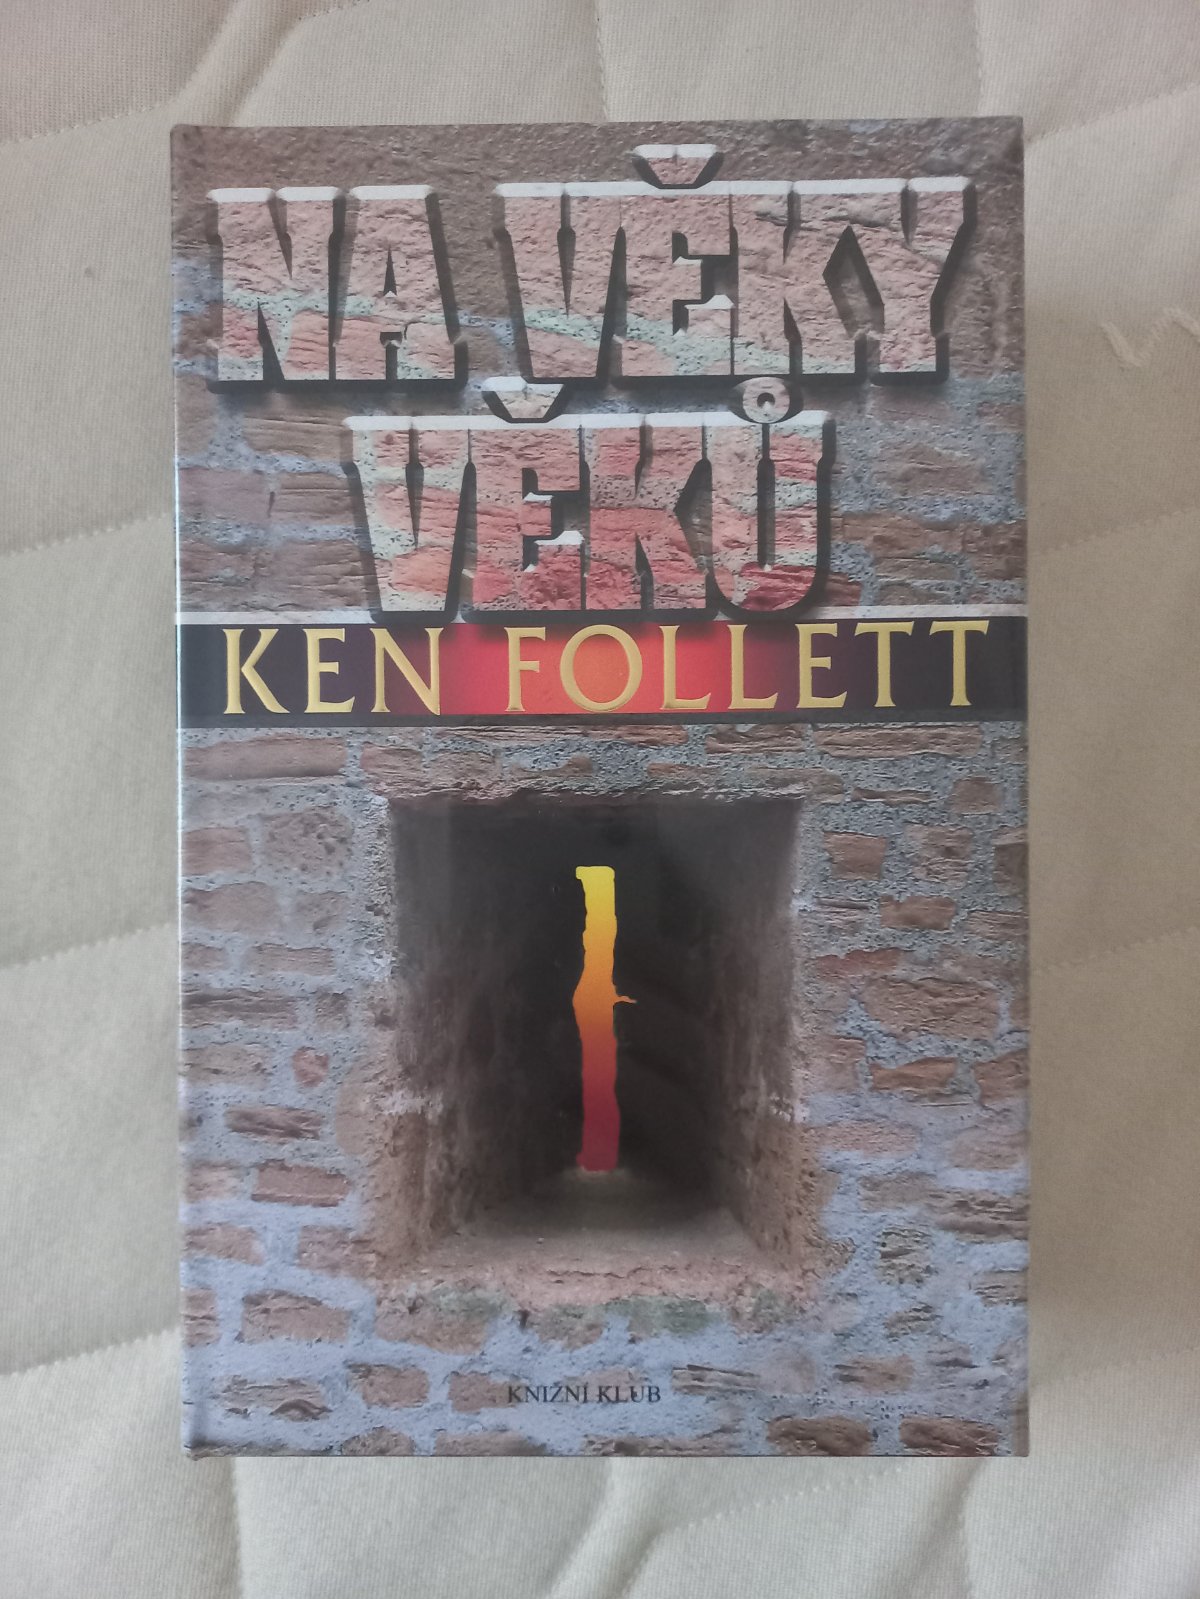 NA VĚKY
VĚKŮ
KEN FOLLETT
KNIŽNÍ KLUB